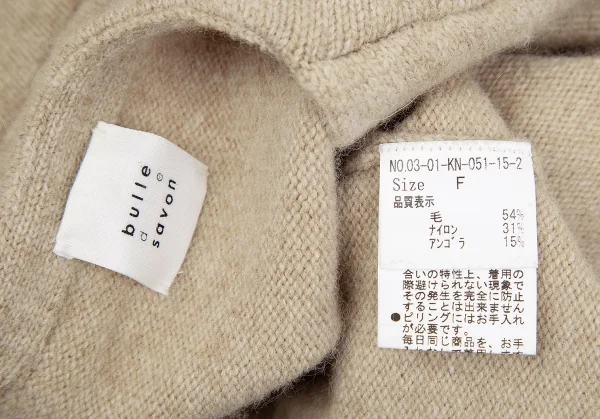 bulle
de
savon
NO.03-01-KN-051-15-2
Size F
品質表示
毛 54%
ナイロン 31%
アンゴラ 15%
合いの特性上、着用の
際避けられない現象で
その発生を完全に防止
することは出来ません
●ピリングにはお手入れ
が必要です。
毎日同じ商品を、お手